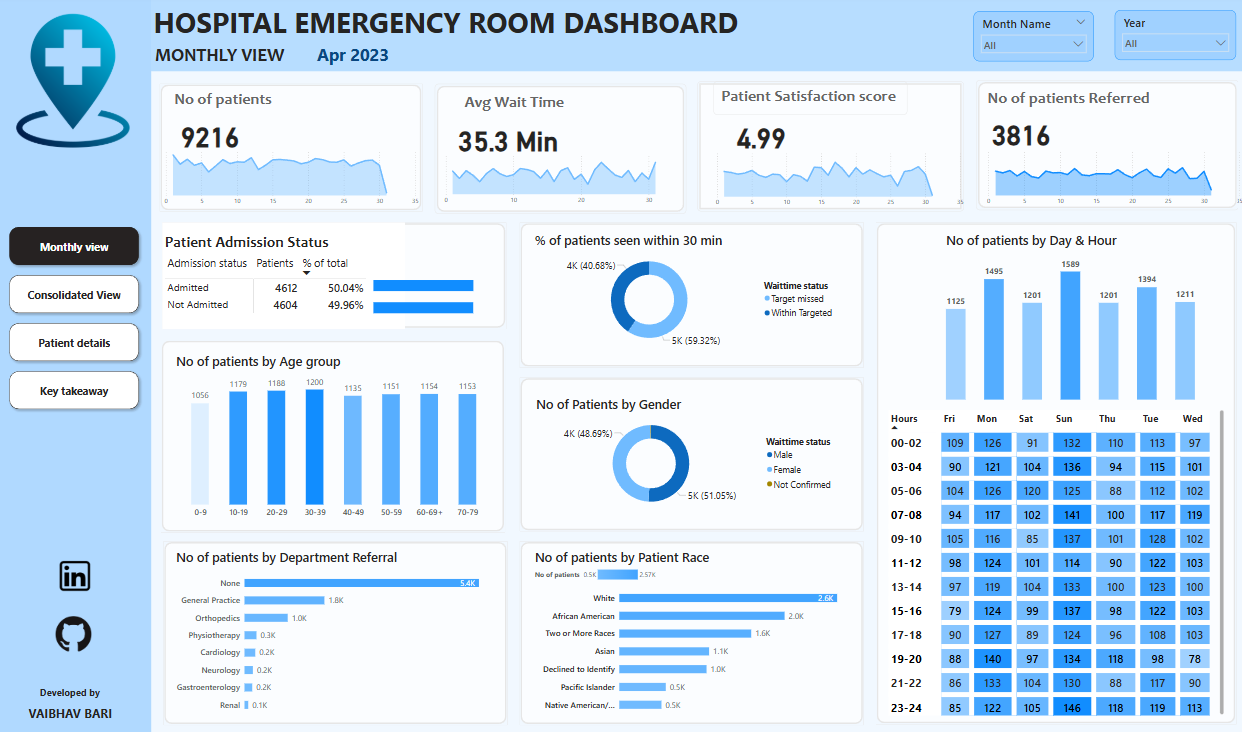 HOSPITAL EMERGENCY ROOM DASHBOARD
MONTHLY VIEW Apr 2023
Month Name
All
Year
All
No of patients
9216
0 5 10 15 20 25 30 35
Avg Wait Time
35.3 Min
0 10 20 30
Patient Satisfaction score
4.99
0 5 10 15 20 25 30 35
No of patients Referred
3816
0 5 10 15 20 25 30 35
Monthly view
Consolidated View
Patient details
Key takeaway
in
Developed by
VAIBHAV BARI
Patient Admission Status
Admission status Patients % of total
Admitted 4612 50.04%
Not Admitted 4604 49.96%
No of patients by Age group
1056 1179 1188 1200 1135 1151 1154 1153
0-9 10-19 20-29 30-39 40-49 50-59 60-69+ 70-79
No of patients by Department Referral
None 5.4K
General Practice 1.8K
Orthopedics 1.0K
Physiotherapy 0.3K
Cardiology 0.2K
Neurology 0.2K
Gastroenterology 0.2K
Renal 0.1K
% of patients seen within 30 min
4K (40.68%)
5K (59.32%)
Waittime status
Target missed
Within Targeted
No of Patients by Gender
4K (48.69%)
5K (51.05%)
Waittime status
Male
Female
Not Confirmed
No of patients by Patient Race
No of patients 0.5K 2.57K
White 2.6K
African American 2.0K
Two or More Races 1.6K
Asian 1.1K
Declined to Identify 1.0K
Pacific Islander 0.5K
Native American/... 0.5K
No of patients by Day & Hour
1125 1495 1201 1589 1201 1394 1211
Hours Fri Mon Sat Sun Thu Tue Wed
00-02 109 126 91 132 110 113 97
03-04 90 121 104 136 94 115 101
05-06 104 126 120 125 88 112 102
07-08 94 117 102 141 100 117 119
09-10 105 116 85 137 101 128 102
11-12 98 124 101 114 90 122 103
13-14 97 119 104 133 100 123 100
15-16 79 124 99 137 98 122 103
17-18 90 127 89 124 96 108 103
19-20 88 140 97 134 118 98 78
21-22 86 133 104 130 88 117 90
23-24 85 122 105 146 118 119 113